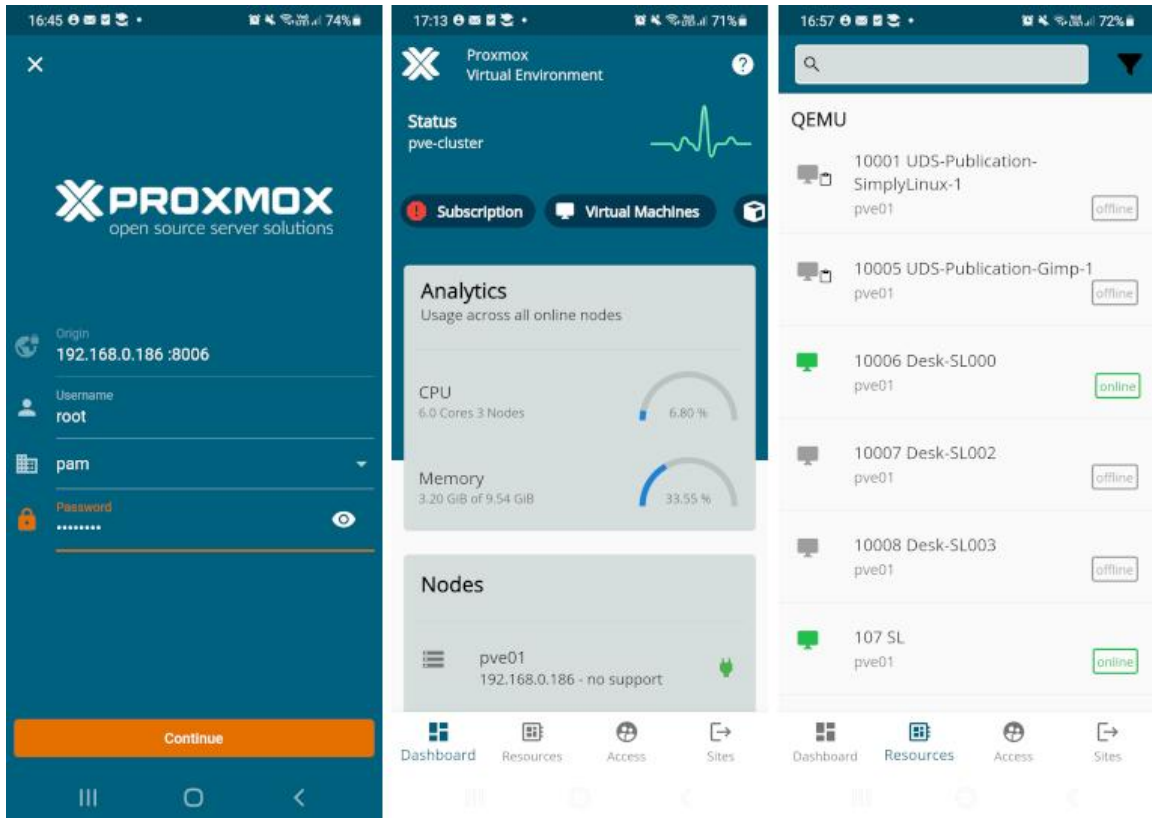 16:45
74%
PROXMOX
open source server solutions
Origin
192.168.0.186 :8006
Username
root
pam
Password
••••••••
Continue
17:13
71%
Proxmox
Virtual Environment
Status
pve-cluster
Subscription
Virtual Machines
Analytics
Usage across all online nodes
CPU
6.0 Cores 3 Nodes
6.80 %
Memory
3.20 GiB of 9.54 GiB
33.55 %
Nodes
pve01
192.168.0.186 - no support
Dashboard Resources Access Sites
16:57
72%
QEMU
10001 UDS-Publication-
SimplyLinux-1
pve01
offline
10005 UDS-Publication-Gimp-1
pve01
offline
10006 Desk-SL000
pve01
online
10007 Desk-SL002
pve01
offline
10008 Desk-SL003
pve01
offline
107 SL
pve01
online
Dashboard Resources Access Sites